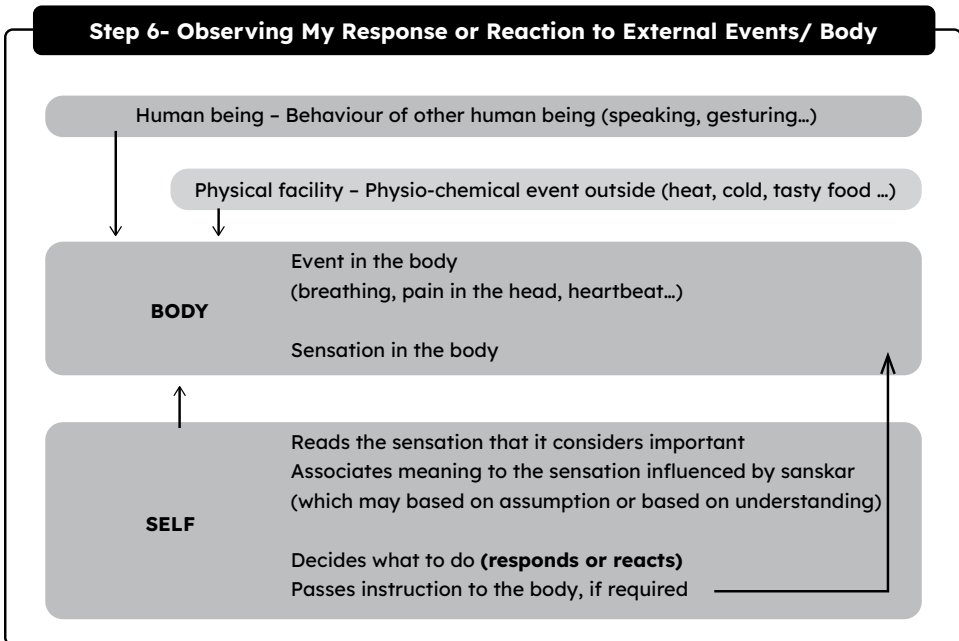 Step 6- Observing My Response or Reaction to External Events/ Body
Human being – Behaviour of other human being (speaking, gesturing…)
Physical facility – Physio-chemical event outside (heat, cold, tasty food …)
BODY
Event in the body
(breathing, pain in the head, heartbeat…)
Sensation in the body
SELF
Reads the sensation that it considers important
Associates meaning to the sensation influenced by sanskar
(which may based on assumption or based on understanding)
Decides what to do (responds or reacts)
Passes instruction to the body, if required